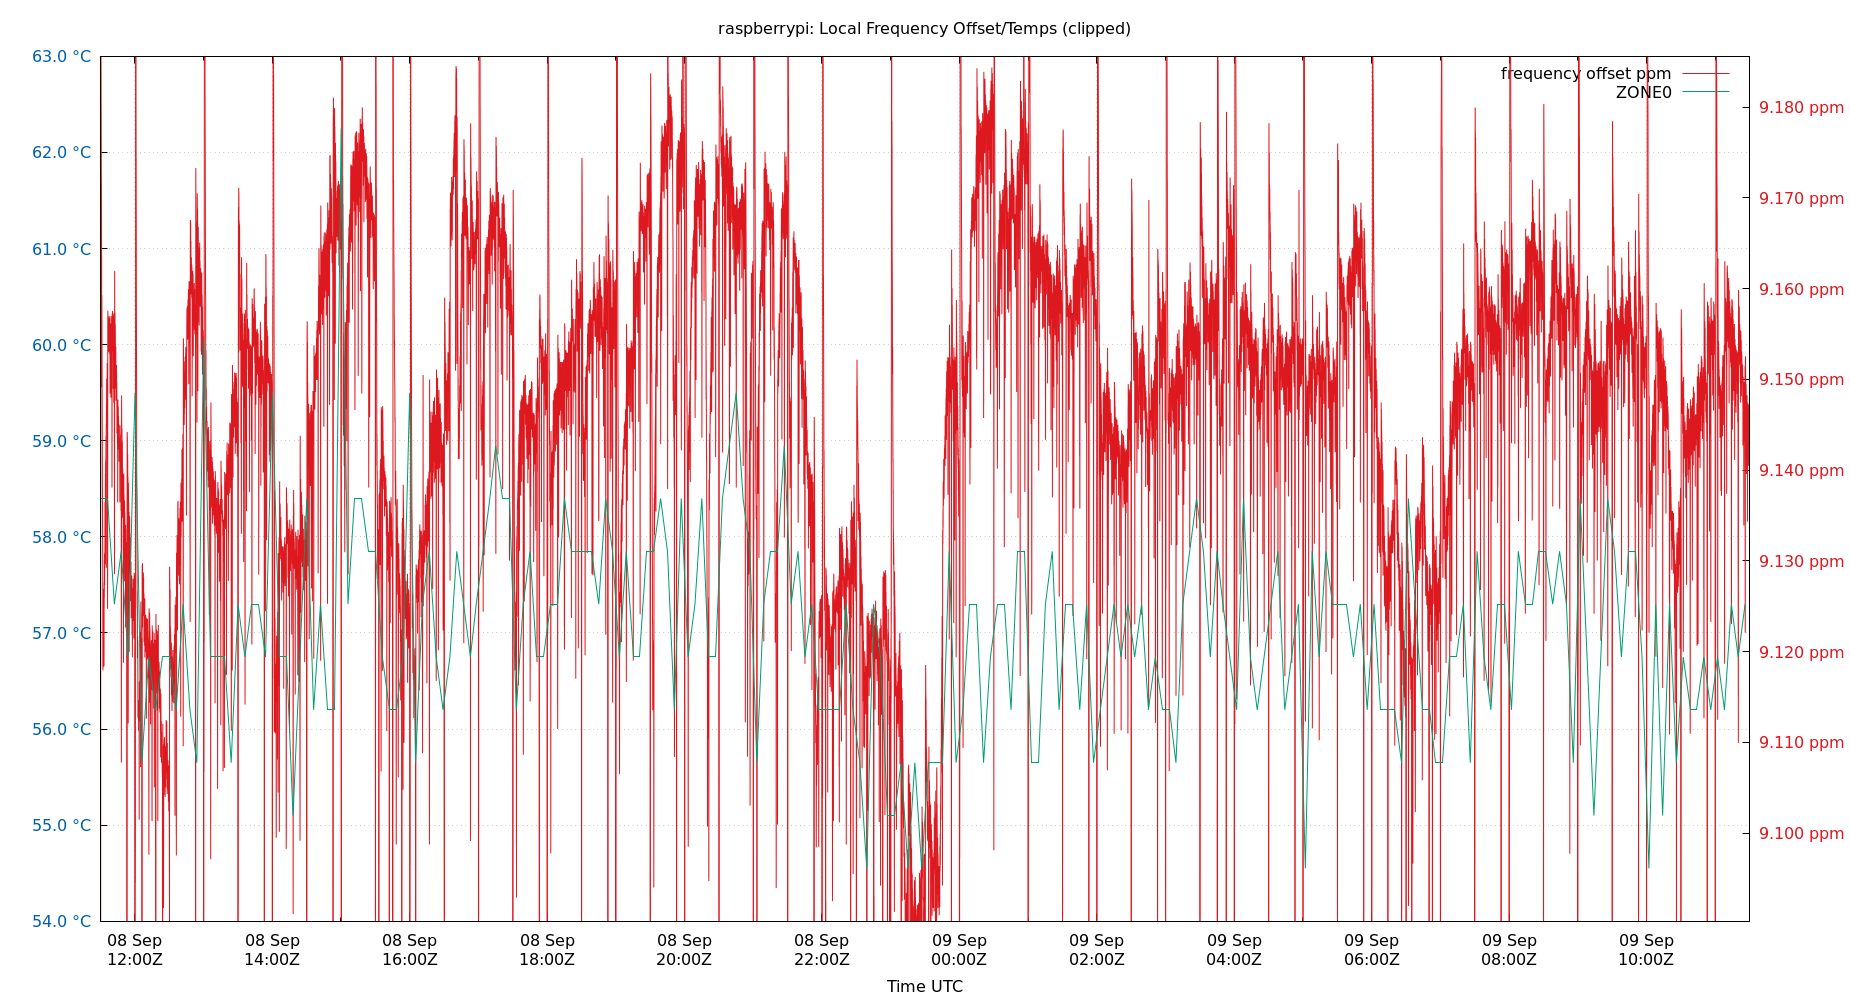 raspberrypi: Local Frequency Offset/Temps (clipped)
63.0 °C
62.0 °C
61.0 °C
60.0 °C
59.0 °C
58.0 °C
57.0 °C
56.0 °C
55.0 °C
54.0 °C
frequency offset ppm
ZONE0
9.180 ppm
9.170 ppm
9.160 ppm
9.150 ppm
9.140 ppm
9.130 ppm
9.120 ppm
9.110 ppm
9.100 ppm
08 Sep 08 Sep 08 Sep 08 Sep 08 Sep 08 Sep 09 Sep 09 Sep 09 Sep 09 Sep 09 Sep 09 Sep
12:00Z 14:00Z 16:00Z 18:00Z 20:00Z 22:00Z 00:00Z 02:00Z 04:00Z 06:00Z 08:00Z 10:00Z
Time UTC